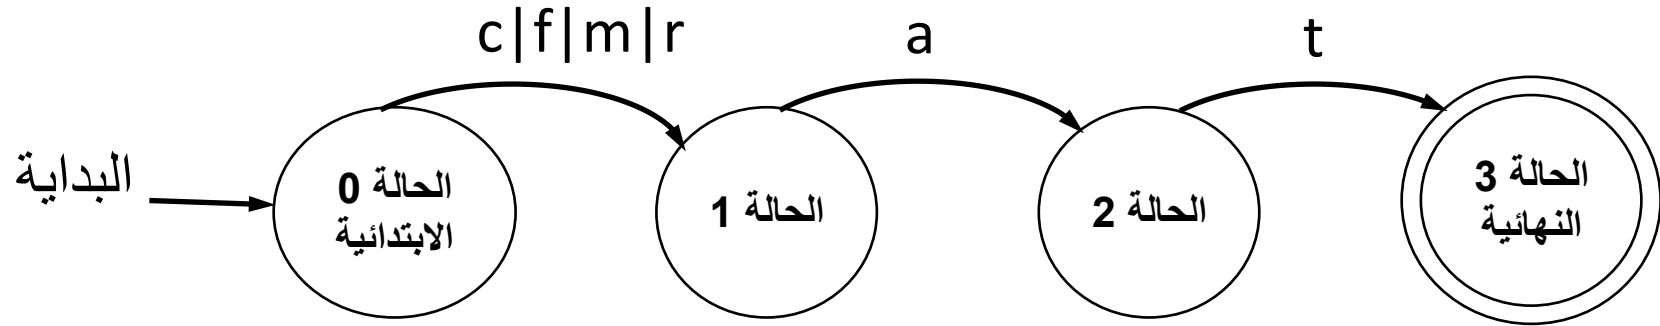 c|f|m|r
a
t
البداية
الحالة 0
الابتدائية
الحالة 1
الحالة 2
الحالة 3
النهائية